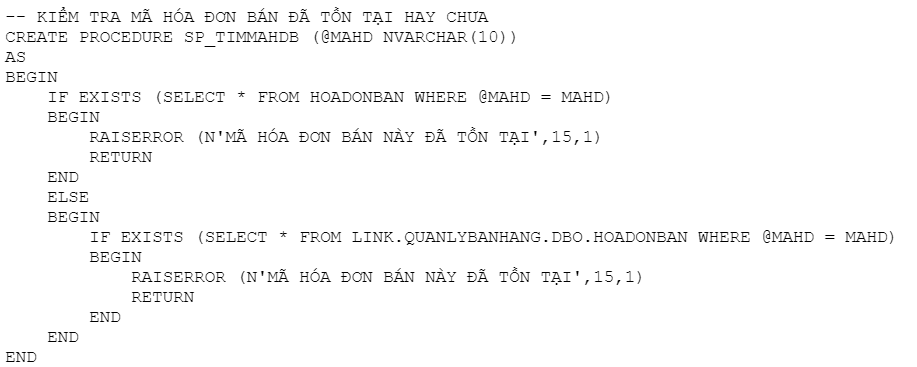 -- KIỂM TRA MÃ HÓA ĐƠN BÁN ĐÃ TỒN TẠI HAY CHƯA
CREATE PROCEDURE SP_TIMMAHDB (@MAHD NVARCHAR(10))
AS
BEGIN
    IF EXISTS (SELECT * FROM HOADONBAN WHERE @MAHD = MAHD)
    BEGIN
        RAISERROR (N'MÃ HÓA ĐƠN BÁN NÀY ĐÃ TỒN TẠI',15,1)
        RETURN
    END
    ELSE
    BEGIN
        IF EXISTS (SELECT * FROM LINK.QUANLYBANHANG.DBO.HOADONBAN WHERE @MAHD = MAHD)
        BEGIN
            RAISERROR (N'MÃ HÓA ĐƠN BÁN NÀY ĐÃ TỒN TẠI',15,1)
            RETURN
        END
    END
END